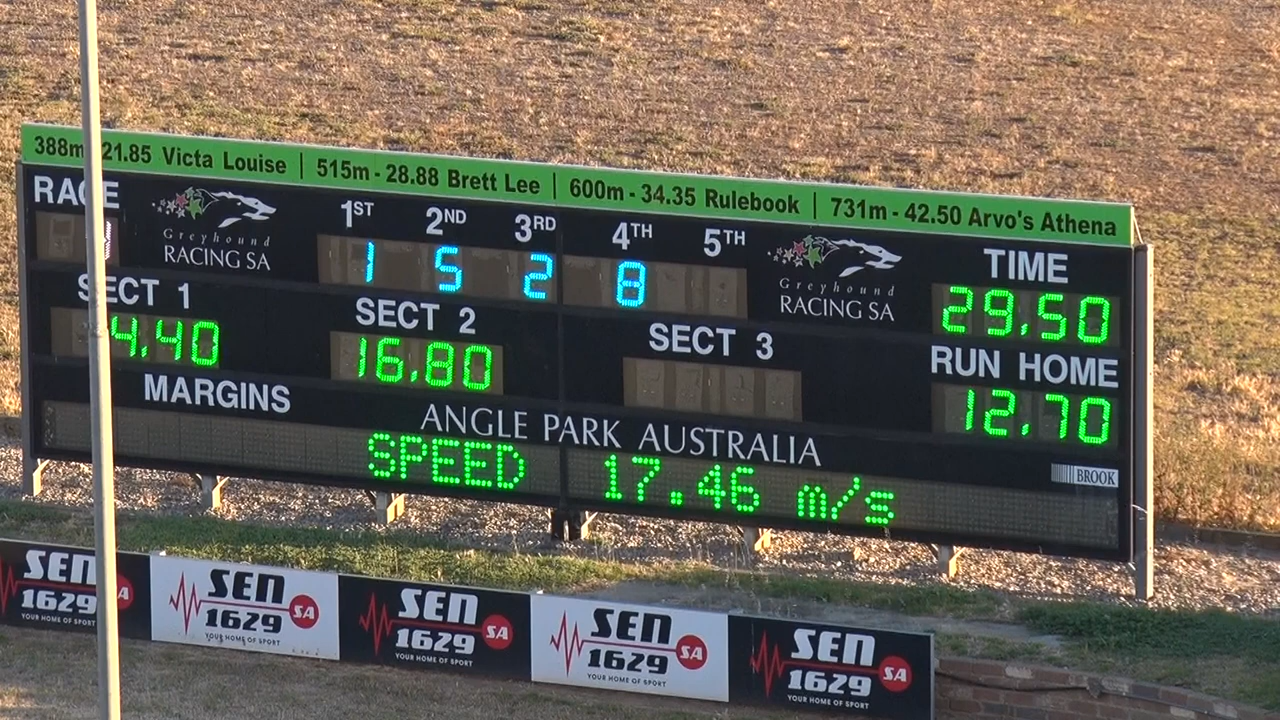 388m 21.85 Victa Louise | 515m - 28.88 Brett Lee | 600m - 34.35 Rulebook | 731m - 42.50 Arvo's Athena
RACE
Greyhound
RACING SA
1ST 2ND 3RD 4TH 5TH
1 5 2 8
Greyhound
RACING SA
TIME
29.50
SECT 1
4.40
SECT 2
16.80
SECT 3
RUN HOME
12.70
MARGINS
ANGLE PARK AUSTRALIA
SPEED 17.46 m/s
BROOK
SEN
1629 SA
YOUR HOME OF SPORT
SEN
1629 SA
YOUR HOME OF SPORT
SEN
1629 SA
YOUR HOME OF SPORT
SEN
1629 SA
YOUR HOME OF SPORT
SEN
1629 SA
YOUR HOME OF SPORT